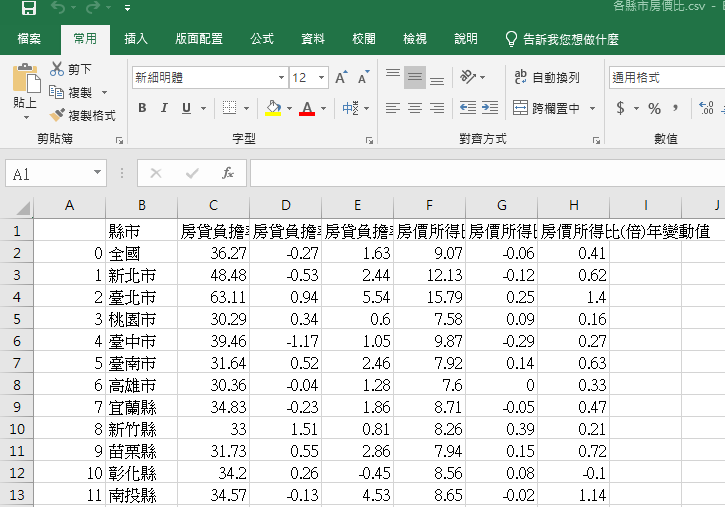 各縣市房價比.csv -
檔案 常用 插入 版面配置 公式 資料 校閱 檢視 說明 告訴我您想做什麼
剪下
複製
複製格式
貼上
剪貼簿
新細明體 12 A A
B I U A 中
字型
ab 自動換列
跨欄置中
對齊方式
通用格式
$ % , .00
數值
A1 fx
A B C D E F G H I J
1 縣市 房貸負擔 房貸負擔 房貸負擔 房價所得 房價所得 房價所得比(倍)年變動值
2 0 全國 36.27 -0.27 1.63 9.07 -0.06 0.41
3 1 新北市 48.48 -0.53 2.44 12.13 -0.12 0.62
4 2 臺北市 63.11 0.94 5.54 15.79 0.25 1.4
5 3 桃園市 30.29 0.34 0.6 7.58 0.09 0.16
6 4 臺中市 39.46 -1.17 1.05 9.87 -0.29 0.27
7 5 臺南市 31.64 0.52 2.46 7.92 0.14 0.63
8 6 高雄市 30.36 -0.04 1.28 7.6 0 0.33
9 7 宜蘭縣 34.83 -0.23 1.86 8.71 -0.05 0.47
10 8 新竹縣 33 1.51 0.81 8.26 0.39 0.21
11 9 苗栗縣 31.73 0.55 2.86 7.94 0.15 0.72
12 10 彰化縣 34.2 0.26 -0.45 8.56 0.08 -0.1
13 11 南投縣 34.57 -0.13 4.53 8.65 -0.02 1.14